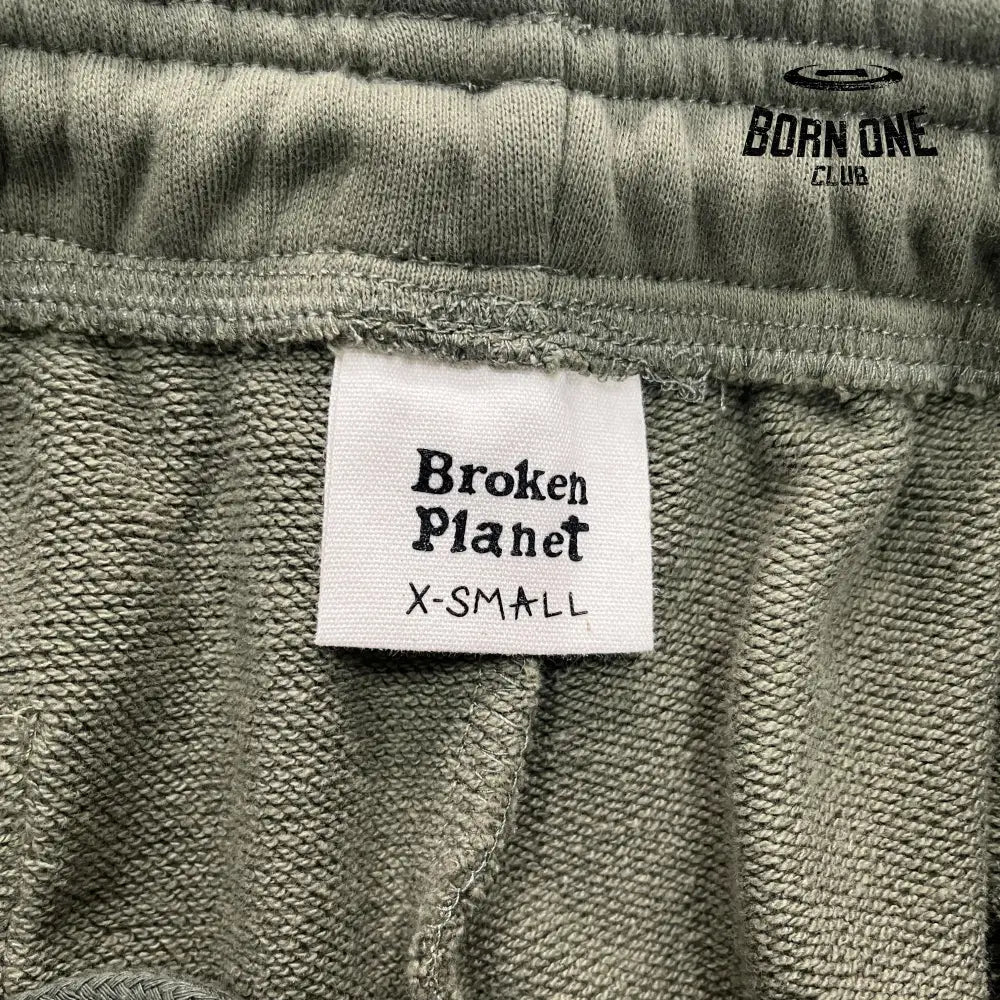 BORN ONE
CLUB
Broken
Planet
X-SMALL